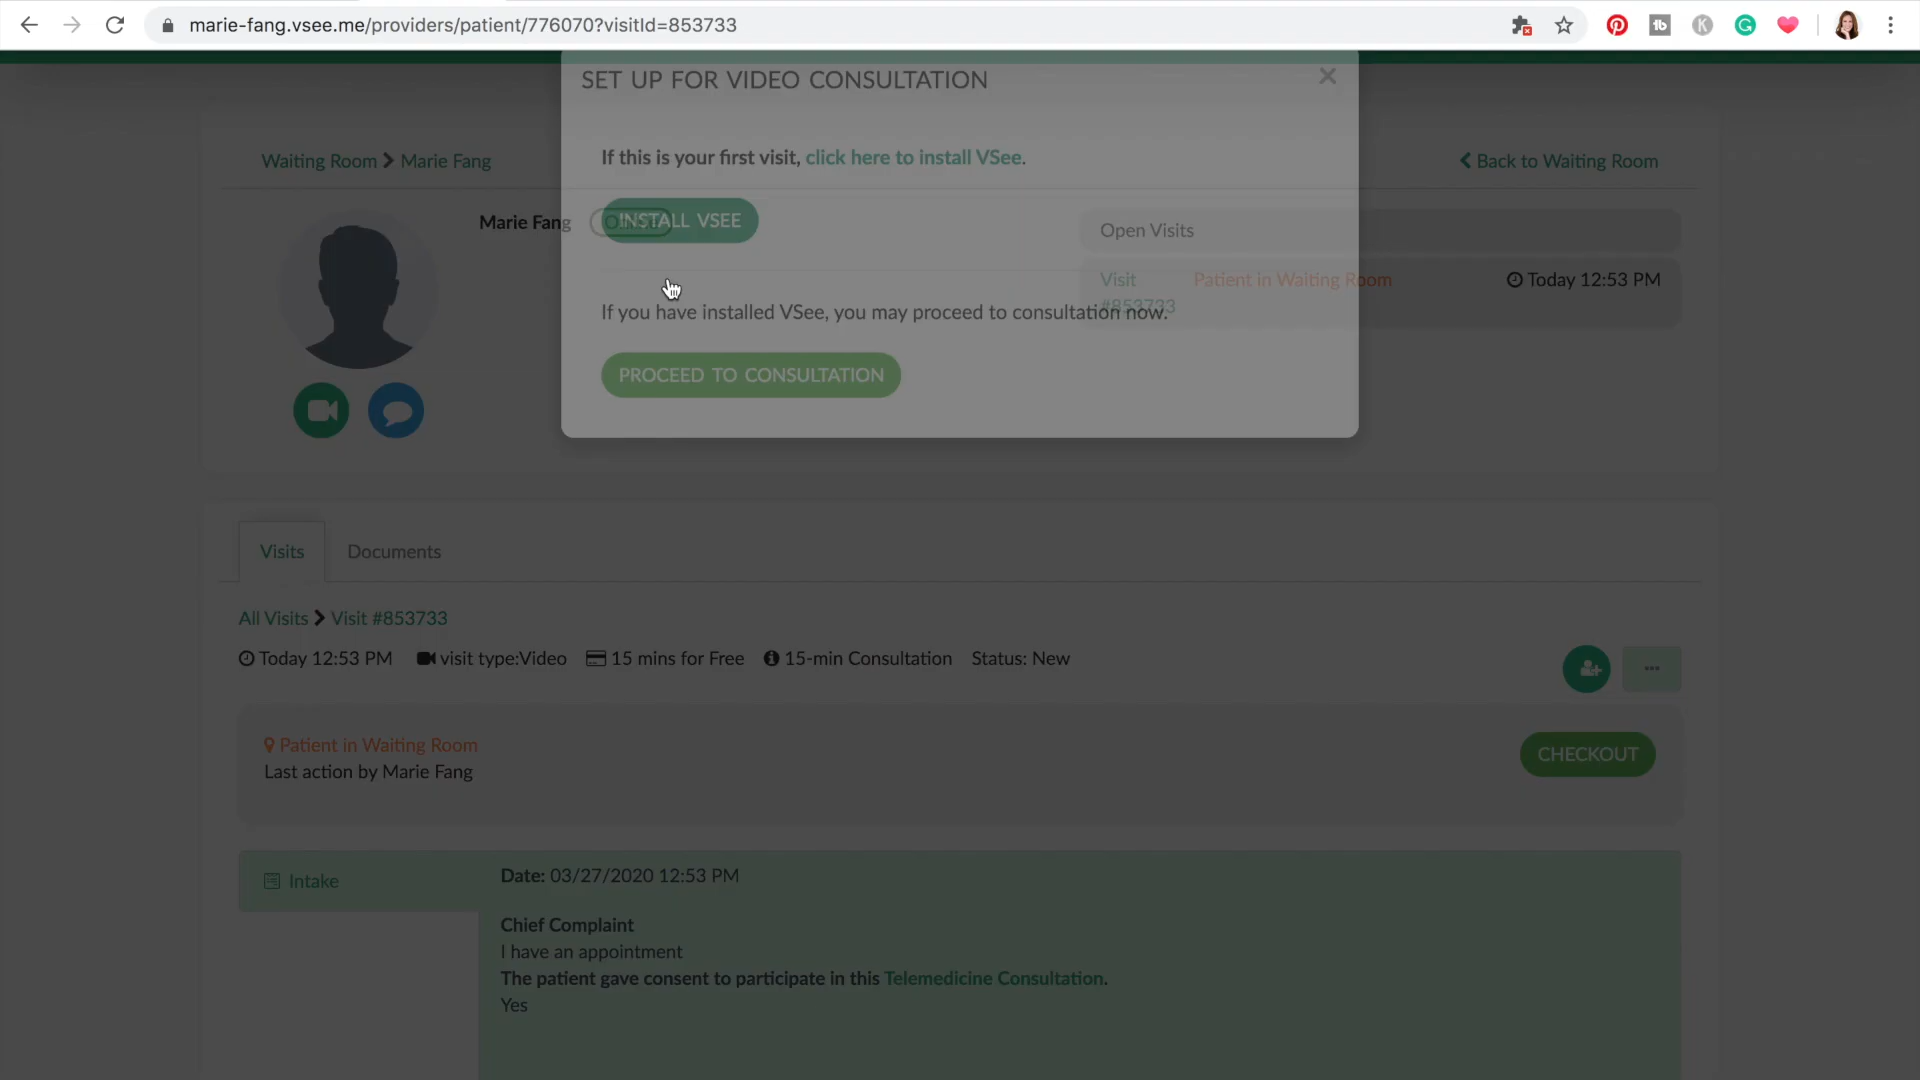 marie-fang.vsee.me/providers/patient/776070?visitId=853733
SET UP FOR VIDEO CONSULTATION
If this is your first visit, click here to install VSee.
Waiting Room Marie Fang
Back to Waiting Room
Marie Fang
INSTALL VSEE
Open Visits
Visit #853733
Patient in Waiting Room
Today 12:53 PM
If you have installed VSee, you may proceed to consultation now.
PROCEED TO CONSULTATION
Visits
Documents
All Visits Visit #853733
Today 12:53 PM visit type:Video 15 mins for Free 15-min Consultation Status: New
Patient in Waiting Room
Last action by Marie Fang
CHECKOUT
Intake
Date: 03/27/2020 12:53 PM
Chief Complaint
I have an appointment
The patient gave consent to participate in this Telemedicine Consultation.
Yes